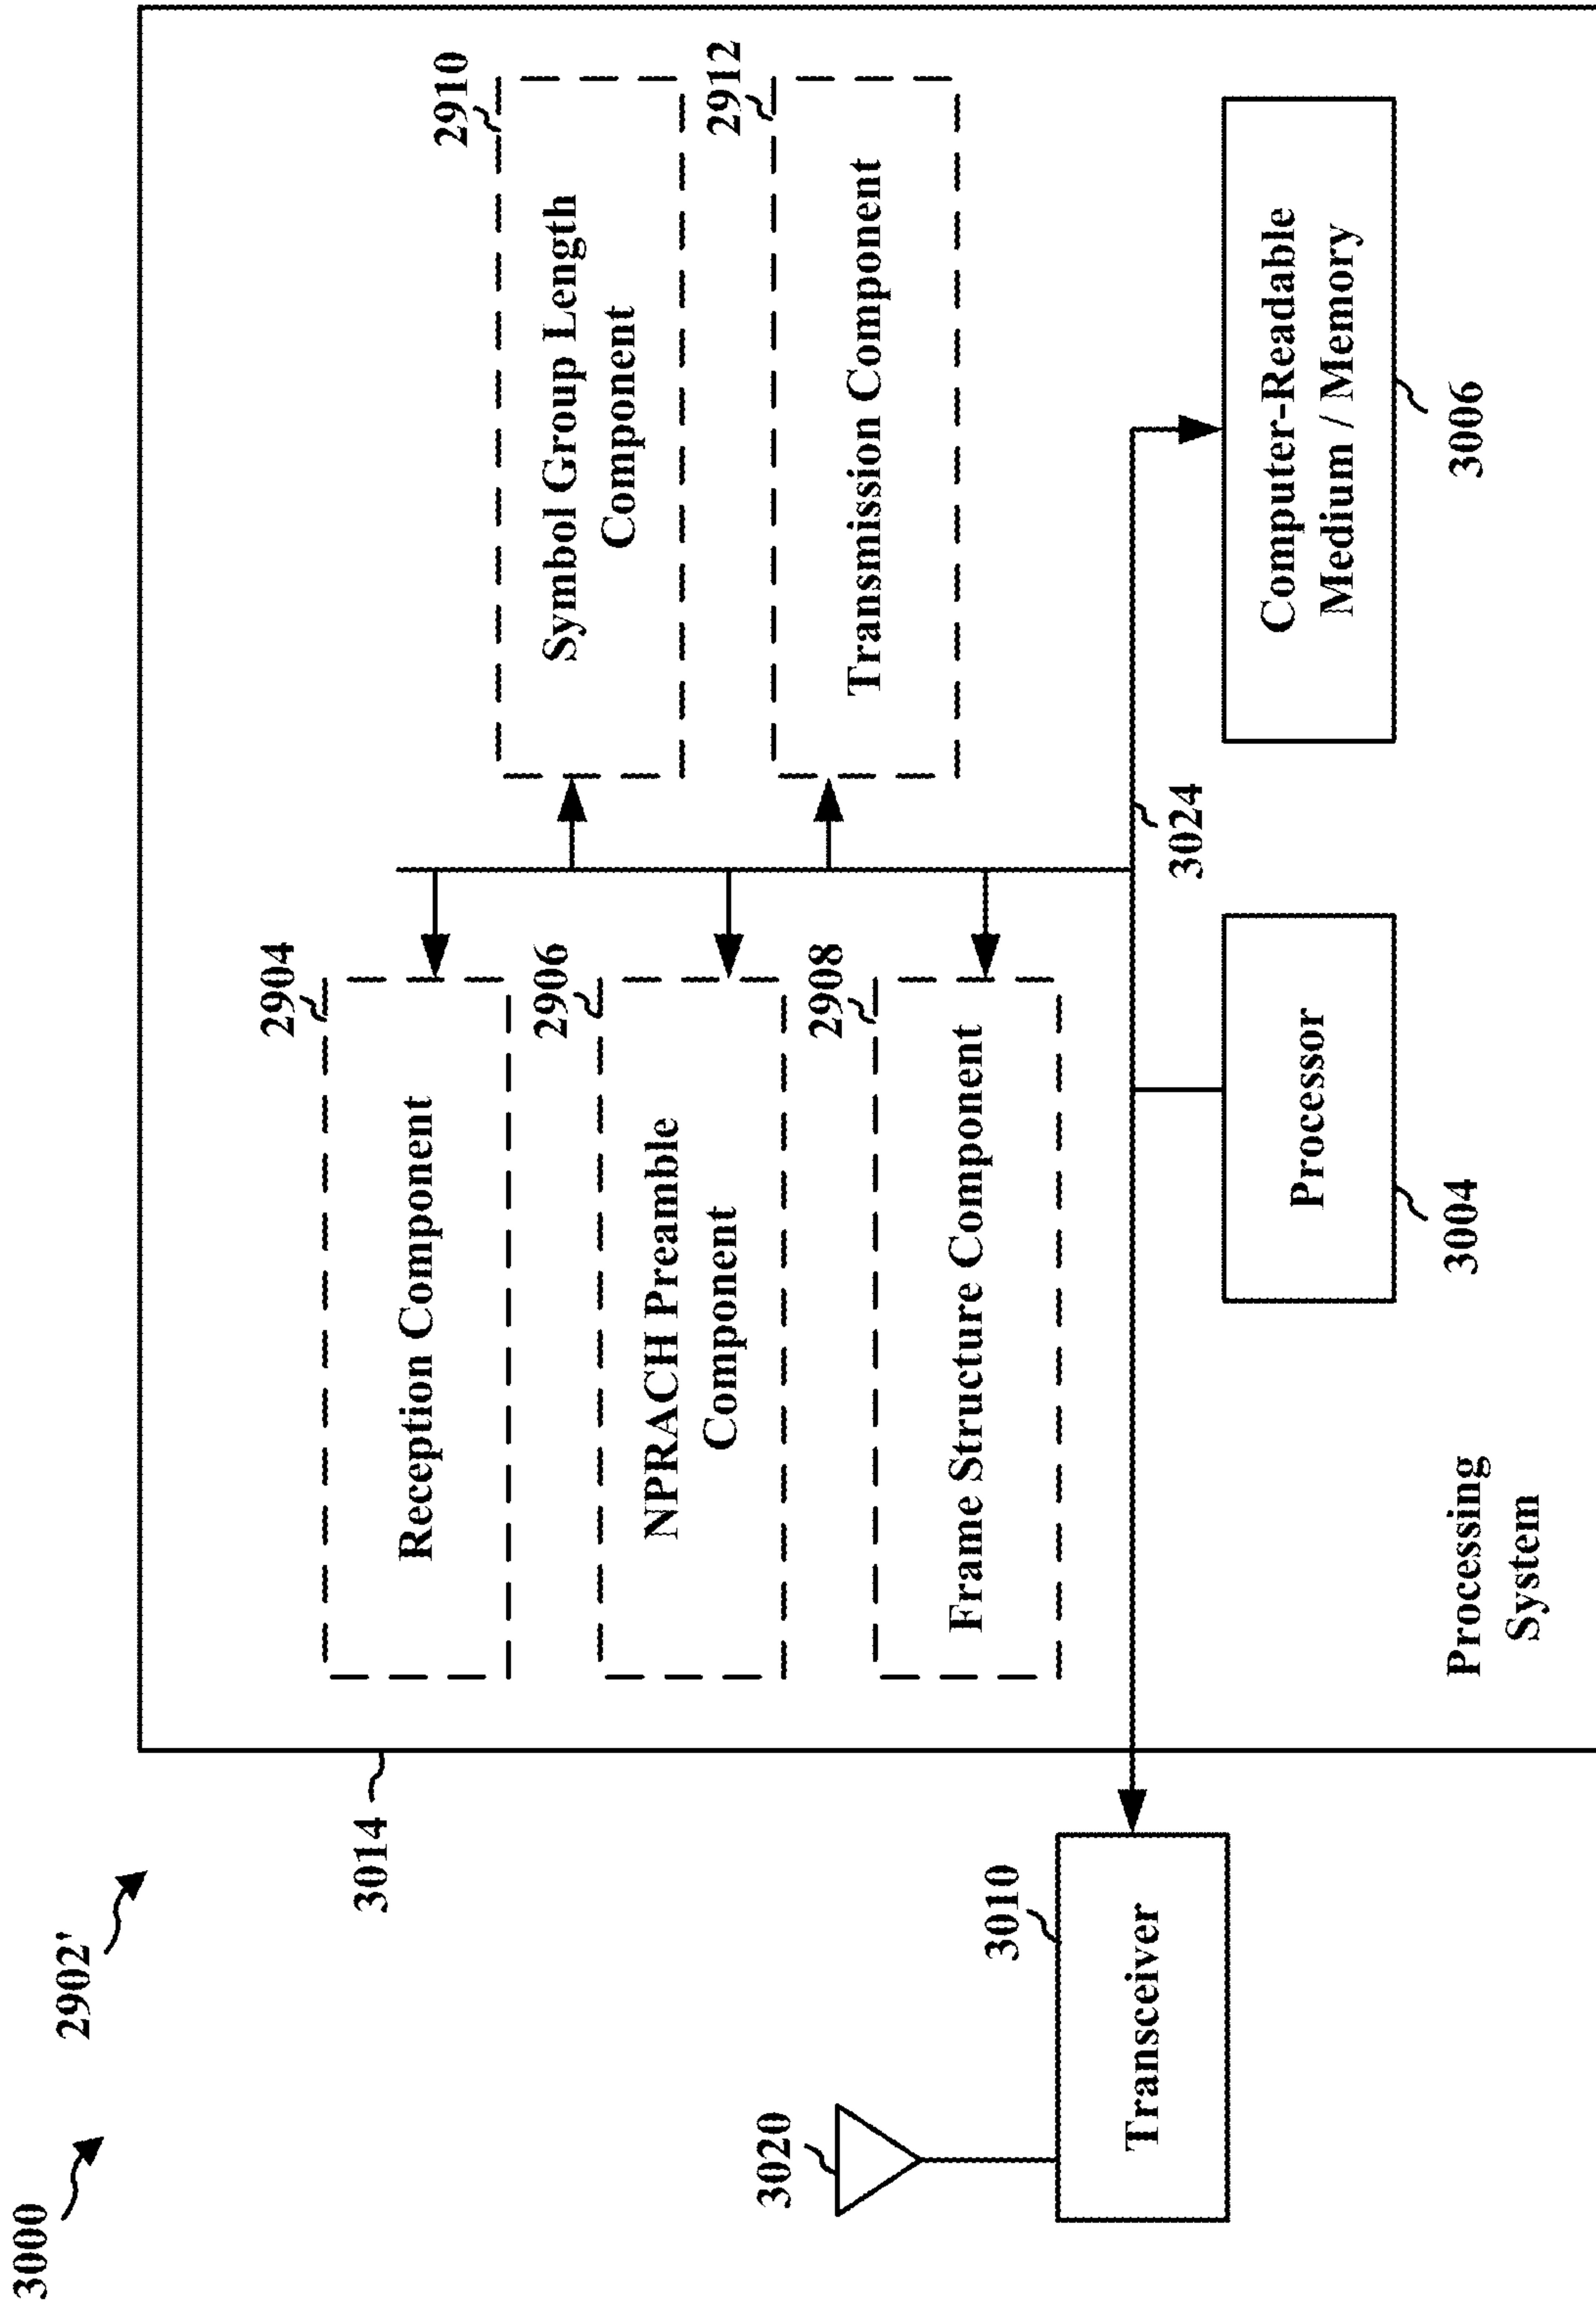 3000
2902'
3014
2904
Reception Component
2910
Symbol Group Length
Component
2906
NPRACH Preamble
Component
2912
Transmission Component
2908
Frame Structure Component
3020
3010
Transceiver
3024
Processor
3004
Computer-Readable
Medium / Memory
3006
Processing
System